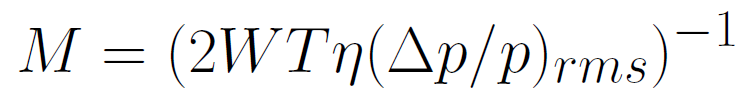 M = (2WTη(Δp/p)_{rms})^{-1}